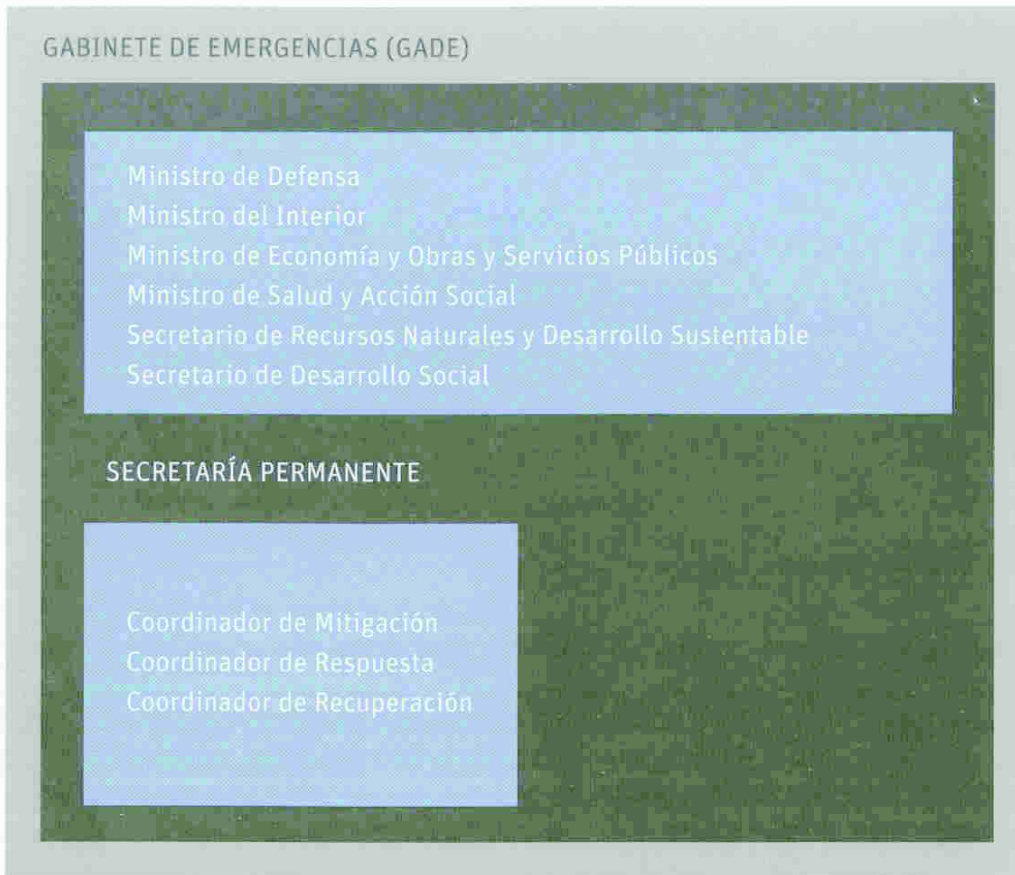 GABINETE DE EMERGENCIAS (GADE)
Ministro de Defensa
Ministro del Interior
Ministro de Economía y Obras y Servicios Públicos
Ministro de Salud y Acción Social
Secretario de Recursos Naturales y Desarrollo Sustentable
Secretario de Desarrollo Social
SECRETARÍA PERMANENTE
Coordinador de Mitigación
Coordinador de Respuesta
Coordinador de Recuperación